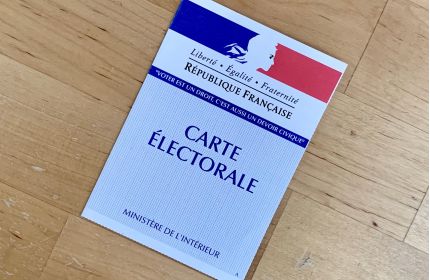 Liberté • Égalité • Fraternité
RÉPUBLIQUE FRANÇAISE
"VOTER EST UN DROIT, C'EST AUSSI UN DEVOIR CIVIQUE"
CARTE
ÉLECTORALE
MINISTÈRE DE L'INTÉRIEUR